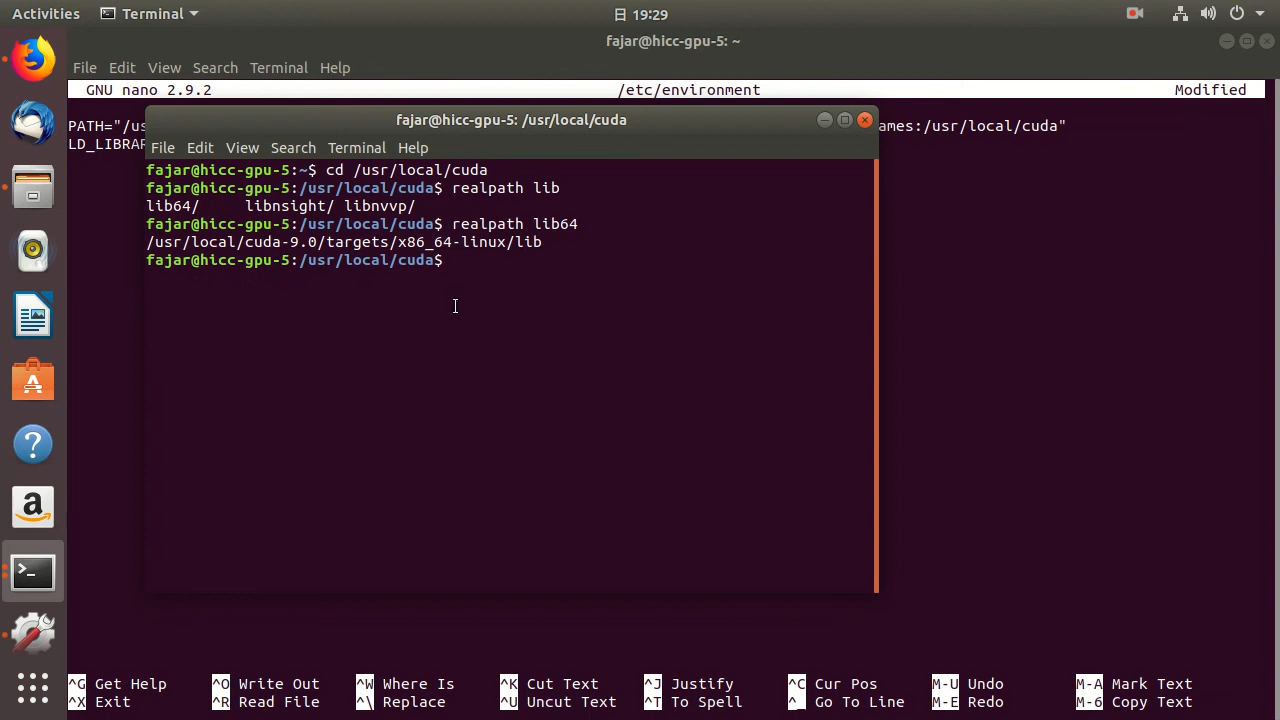 Activities Terminal 日 19:29
fajar@hicc-gpu-5: ~
File Edit View Search Terminal Help
GNU nano 2.9.2 /etc/environment Modified
PATH="/us ames:/usr/local/cuda"
LD_LIBRAR
fajar@hicc-gpu-5: /usr/local/cuda
File Edit View Search Terminal Help
fajar@hicc-gpu-5:~$ cd /usr/local/cuda
fajar@hicc-gpu-5:/usr/local/cuda$ realpath lib
lib64/ libnsight/ libnvvp/
fajar@hicc-gpu-5:/usr/local/cuda$ realpath lib64
/usr/local/cuda-9.0/targets/x86_64-linux/lib
fajar@hicc-gpu-5:/usr/local/cuda$
^G Get Help ^O Write Out ^W Where Is ^K Cut Text ^J Justify ^C Cur Pos M-U Undo M-A Mark Text
^X Exit ^R Read File ^\ Replace ^U Uncut Text ^T To Spell ^_ Go To Line M-E Redo M-6 Copy Text